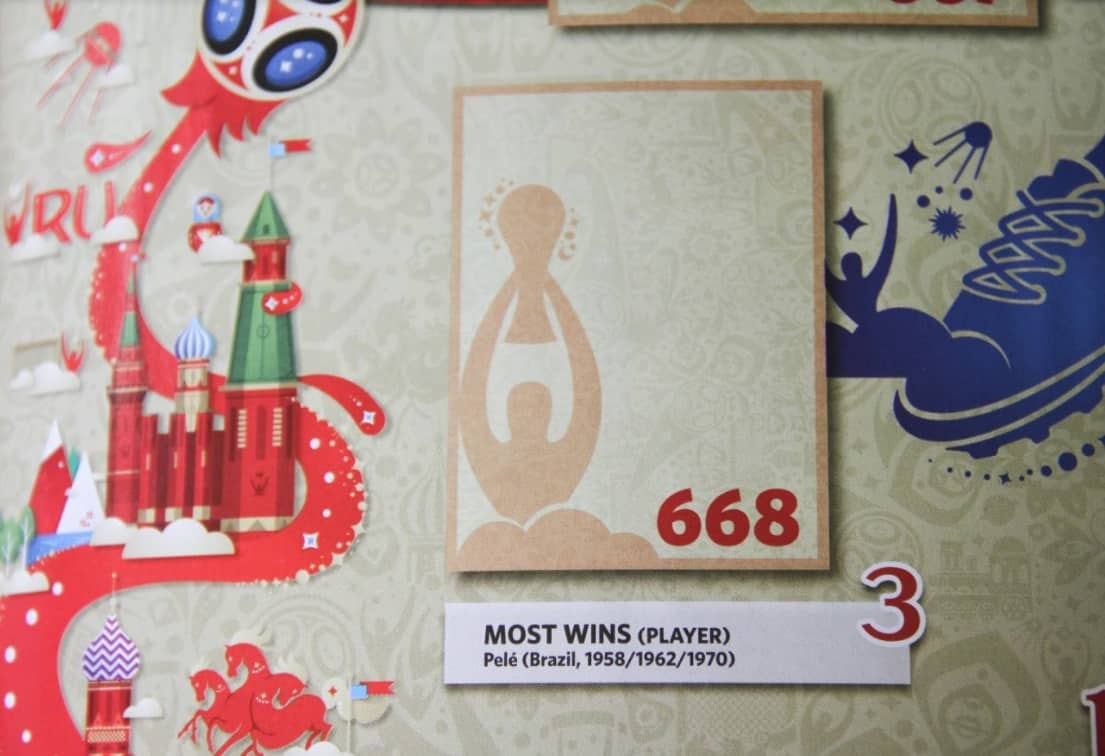 668
3
MOST WINS (PLAYER)
Pelé (Brazil, 1958/1962/1970)